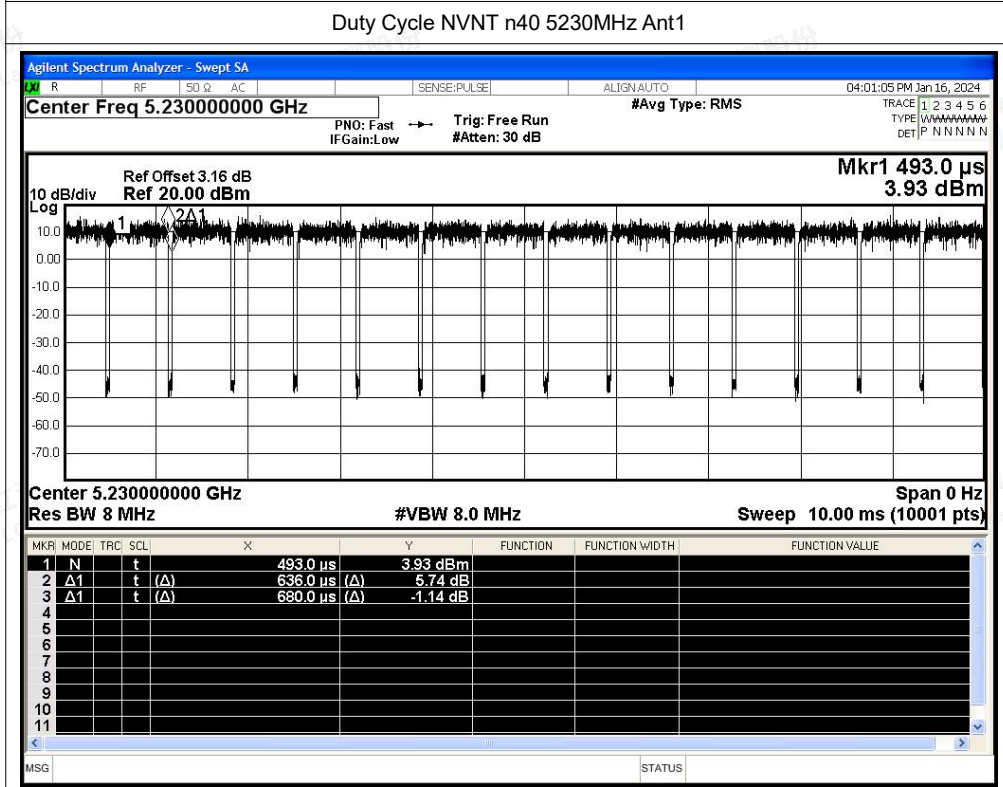 Duty Cycle NVNT n40 5230MHz Ant1
Agilent Spectrum Analyzer - Swept SA
LXI R RF 50 Ω AC SENSE:PULSE ALIGN AUTO 04:01:05 PM Jan 16, 2024
Center Freq 5.230000000 GHz #Avg Type: RMS TRACE 1 2 3 4 5 6
PNO: Fast Trig: Free Run TYPE WWWWWW
IFGain:Low #Atten: 30 dB DET P N N N N N
Mkr1 493.0 µs
Ref Offset 3.16 dB
10 dB/div Ref 20.00 dBm 3.93 dBm
Log
1 2Δ1
10.0
0.00
-10.0
-20.0
-30.0
-40.0
-50.0
-60.0
-70.0
Center 5.230000000 GHz Span 0 Hz
Res BW 8 MHz #VBW 8.0 MHz Sweep 10.00 ms (10001 pts)
MKR MODE TRC SCL X Y FUNCTION FUNCTION WIDTH FUNCTION VALUE
1 N t 493.0 µs 3.93 dBm
2 Δ1 t (Δ) 636.0 µs (Δ) 5.74 dB
3 Δ1 t (Δ) 680.0 µs (Δ) -1.14 dB
4
5
6
7
8
9
10
11
MSG STATUS